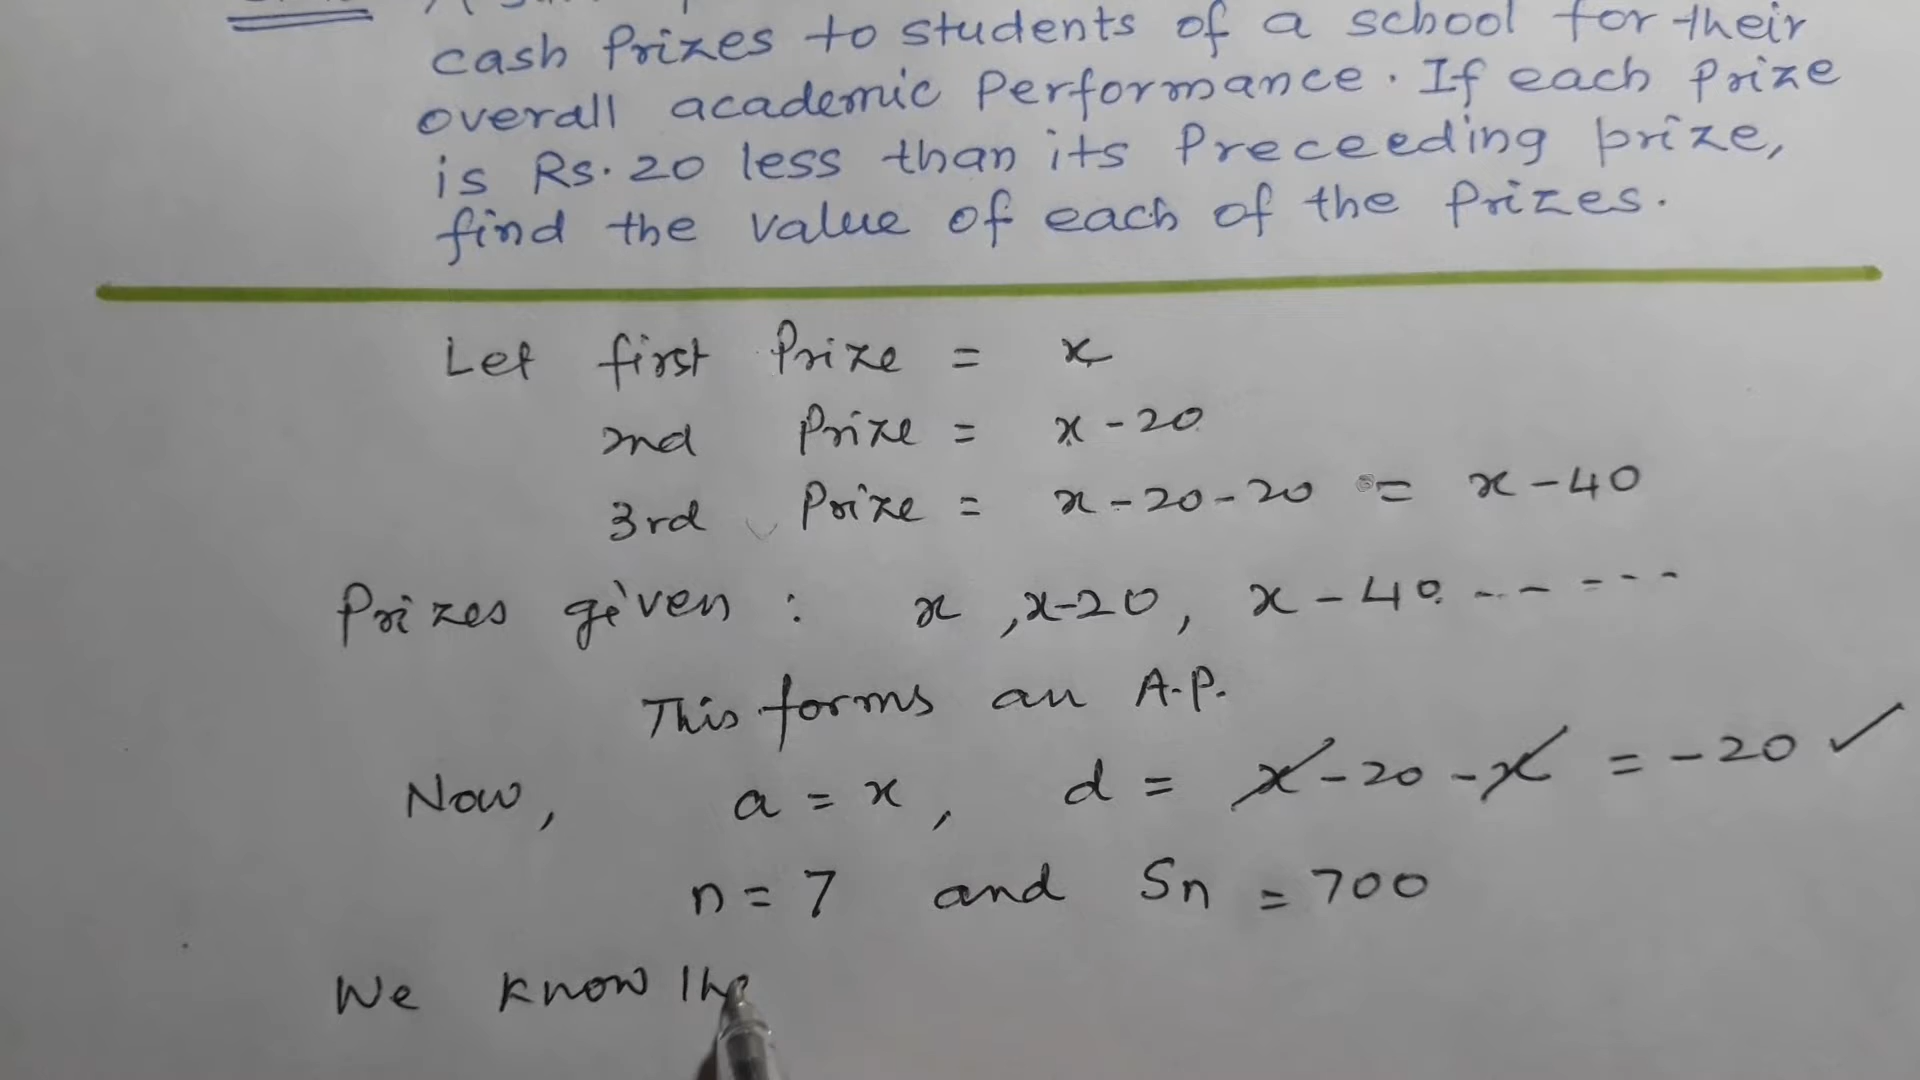 cash Prizes to students of a school for their
overall academic Performance. If each Prize
is Rs. 20 less than its Preceeding prize,
find the value of each of the Prizes.
Let first Prize = x
2nd Prize = x - 20
3rd Prize = x - 20 - 20 = x - 40
Prizes given : x , x-20, x - 40 - - - - -
This forms an A.P.
Now, a = x , d = x - 20 - x = - 20 ✓
n = 7 and Sn = 700
We know